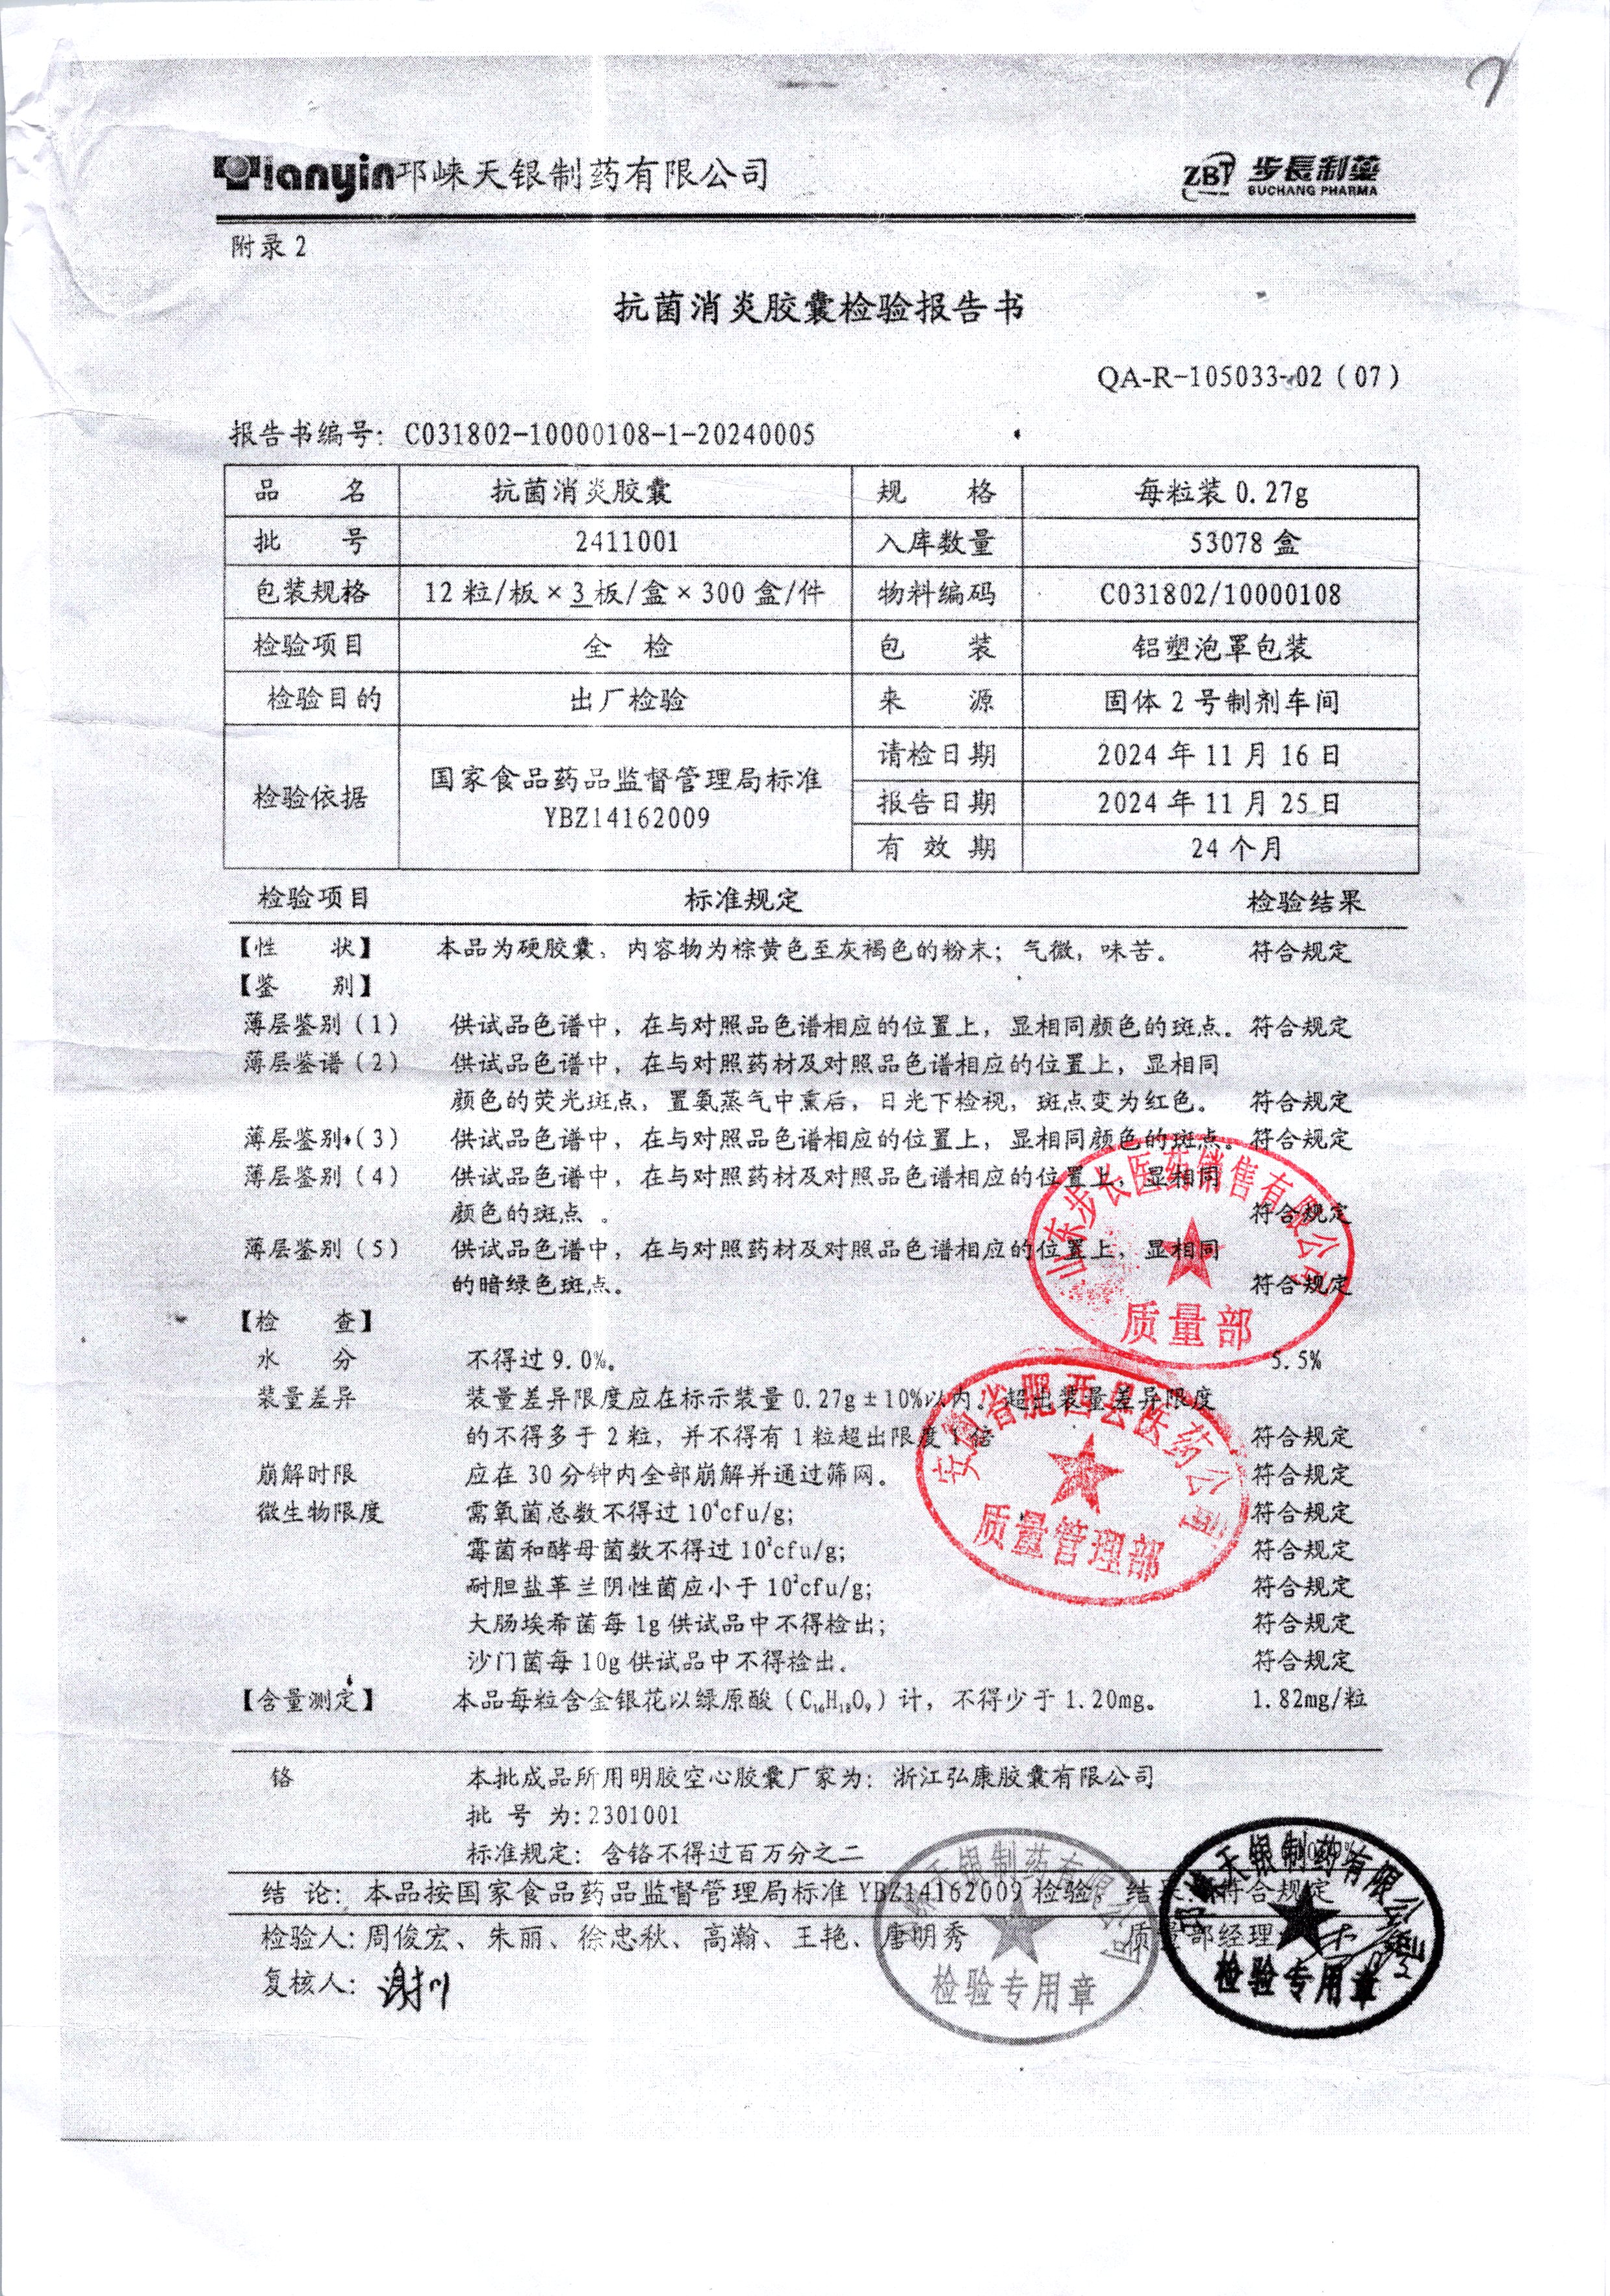 7
Tianyin邛崃天银制药有限公司
ZBT 步長制藥
BUCHANG PHARMA
附录 2
抗菌消炎胶囊检验报告书
QA-R-105033-02（07）
报告书编号：C031802-10000108-1-20240005
品 名 抗菌消炎胶囊 规 格 每粒装 0.27g
批 号 2411001 入库数量 53078 盒
包装规格 12 粒/板×3 板/盒×300 盒/件 物料编码 C031802/10000108
检验项目 全 检 包 装 铝塑泡罩包装
检验目的 出厂检验 来 源 固体 2 号制剂车间
检验依据 国家食品药品监督管理局标准
YBZ14162009
请检日期 2024 年 11 月 16 日
报告日期 2024 年 11 月 25 日
有 效 期 24 个月
检验项目 标准规定 检验结果
【性 状】 本品为硬胶囊，内容物为棕黄色至灰褐色的粉末；气微，味苦。 符合规定
【鉴 别】
薄层鉴别（1） 供试品色谱中，在与对照品色谱相应的位置上，显相同颜色的斑点。 符合规定
薄层鉴谱（2） 供试品色谱中，在与对照药材及对照品色谱相应的位置上，显相同
颜色的荧光斑点，置氨蒸气中熏后，日光下检视，斑点变为红色。 符合规定
薄层鉴别（3） 供试品色谱中，在与对照品色谱相应的位置上，显相同颜色的斑点。 符合规定
薄层鉴别（4） 供试品色谱中，在与对照药材及对照品色谱相应的位置上，显相同
颜色的斑点 。 符合规定
薄层鉴别（5） 供试品色谱中，在与对照药材及对照品色谱相应的位置上，显相同
的暗绿色斑点。 符合规定
山东步长医药销售有限公司
质量部
【检 查】
水 分 不得过 9.0%。 5.5%
装量差异 装量差异限度应在标示装量 0.27g±10%以内。超出装量差异限度
的不得多于 2 粒，并不得有 1 粒超出限度 1 倍 符合规定
崩解时限 应在 30 分钟内全部崩解并通过筛网。 符合规定
微生物限度 需氧菌总数不得过 10⁴cfu/g； 符合规定
霉菌和酵母菌数不得过 10²cfu/g； 符合规定
耐胆盐革兰阴性菌应小于 10²cfu/g； 符合规定
大肠埃希菌每 1g 供试品中不得检出； 符合规定
沙门菌每 10g 供试品中不得检出。 符合规定
安徽省肥西县医药公司
质量管理部
【含量测定】 本品每粒含金银花以绿原酸（C₁₆H₁₈O₉）计，不得少于 1.20mg。 1.82mg/粒
铬 本批成品所用明胶空心胶囊厂家为：浙江弘康胶囊有限公司
批 号 为：2301001
标准规定：含铬不得过百万分之二
结 论：本品按国家食品药品监督管理局标准 YBZ14162009 检验，结果：符合规定
检验人：周俊宏、朱丽、徐忠秋、高瀚、王艳、唐明秀 质量部经理
复核人：谢利
天银制药有限公司
检验专用章
天银制药有限公司
检验专用章